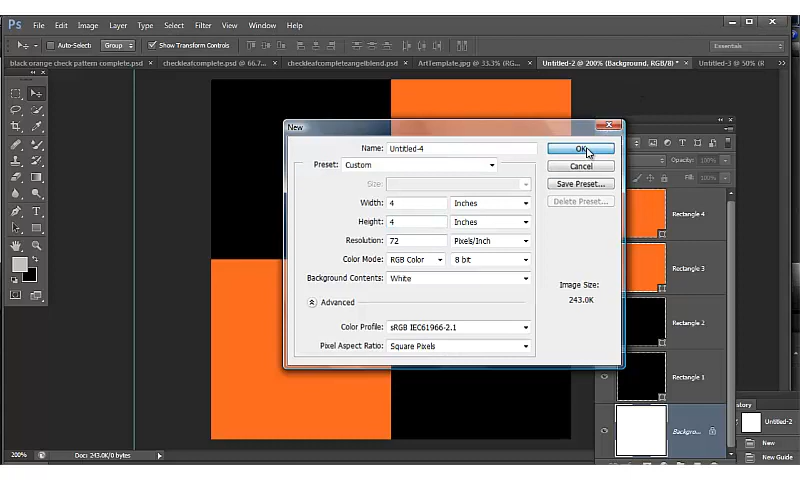 Ps File Edit Image Layer Type Select Filter View Window Help
Auto-Select: Group Show Transform Controls Essentials
black orange check pattern complete.psd × checkleafcomplete.psd @ 66.7... × checkleafcompleteangelblend.psd × ArtTemplate.jpg @ 33.3% (RG... × Untitled-2 @ 200% (Background, RGB/8) * × Untitled-3 @ 50% (R
New
Name: Untitled-4 OK
Preset: Custom Cancel
Size: Save Preset...
Width: 4 Inches Delete Preset...
Height: 4 Inches
Resolution: 72 Pixels/Inch
Color Mode: RGB Color 8 bit
Background Contents: White
Image Size:
243.0K
Advanced
Color Profile: sRGB IEC61966-2.1
Pixel Aspect Ratio: Square Pixels
Opacity: 100%
Fill: 100%
Rectangle 4
Rectangle 3
Rectangle 2
Rectangle 1
Backgro...
story
Untitled-2
New
New Guide
200% Doc: 243.0K/0 bytes